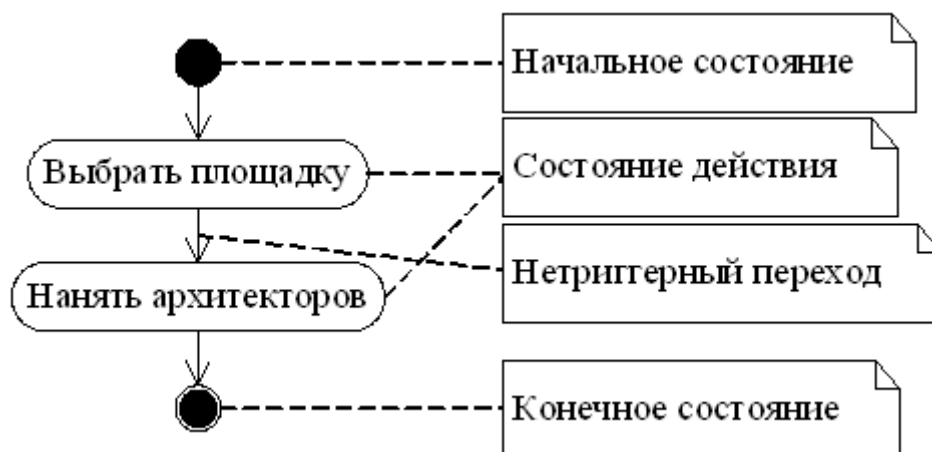 Начальное состояние
Выбрать площадку
Состояние действия
Нетриггерный переход
Нанять архитекторов
Конечное состояние